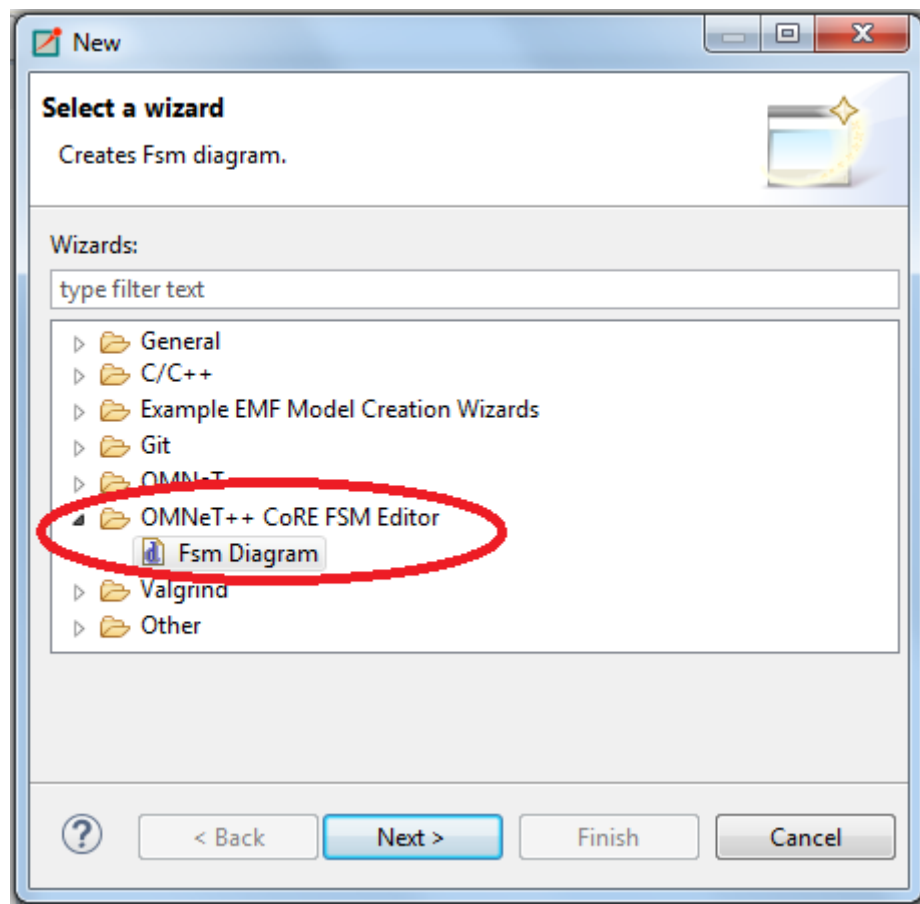 New
Select a wizard
Creates Fsm diagram.
Wizards:
type filter text
General
C/C++
Example EMF Model Creation Wizards
Git
OMNeT++
OMNeT++ CoRE FSM Editor
Fsm Diagram
Valgrind
Other
? < Back Next > Finish Cancel